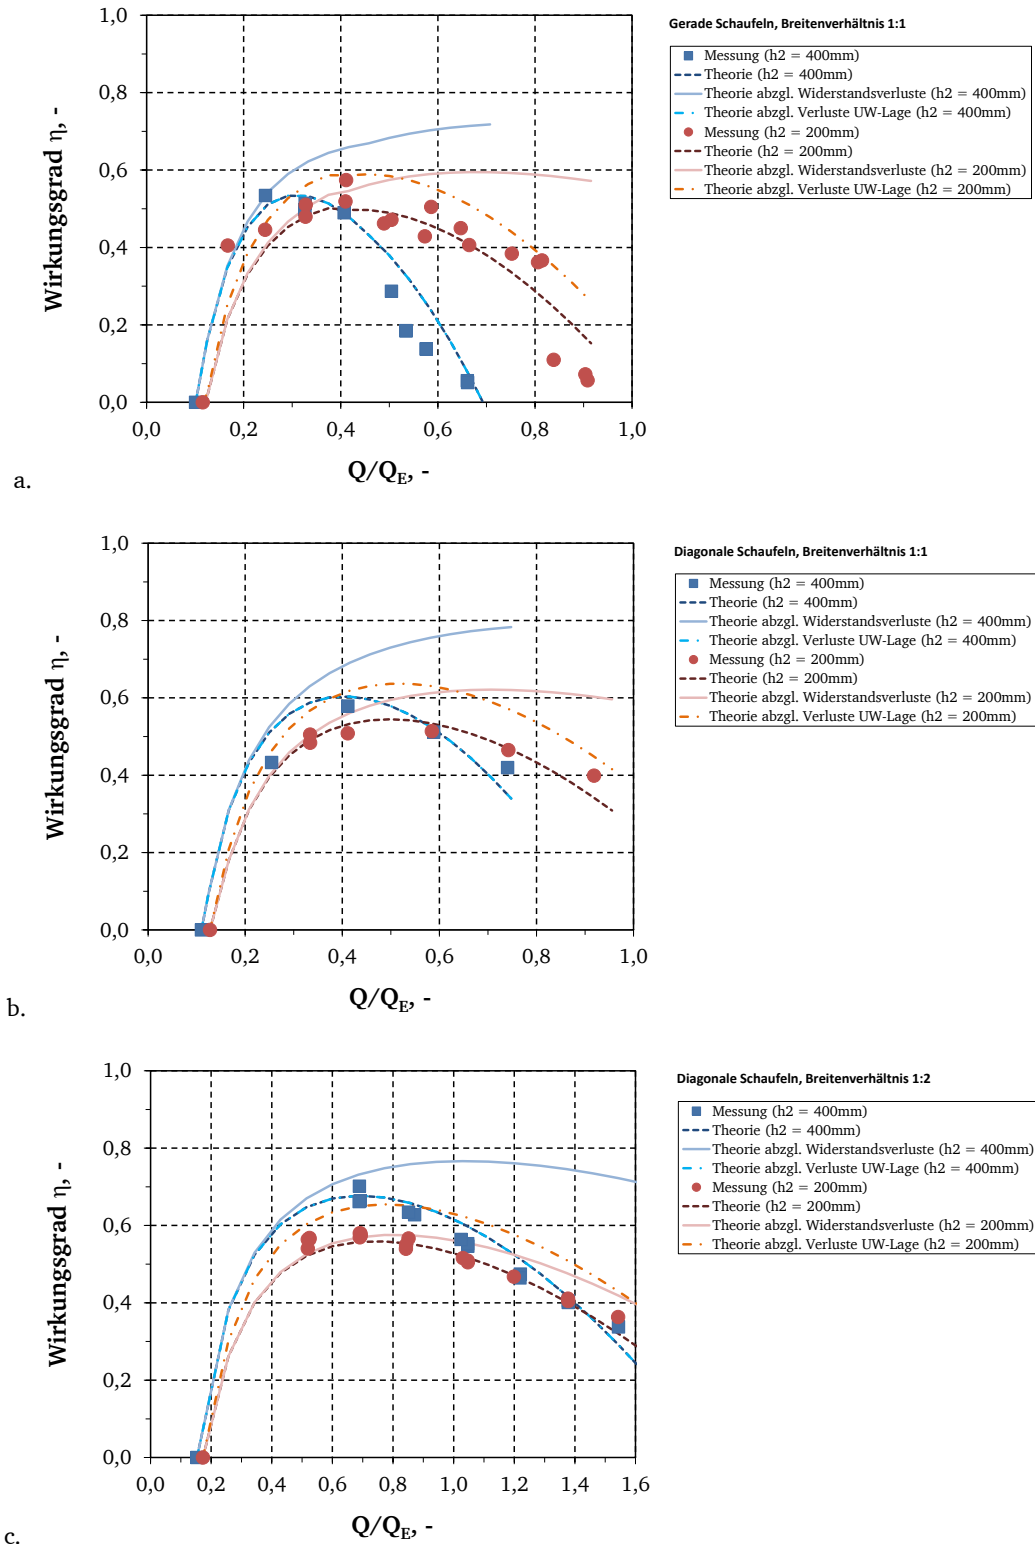 Gerade Schaufeln, Breitenverhältnis 1:1
1,0
0,8
0,6
0,4
0,2
0,0
Wirkungsgrad η, -
0,0 0,2 0,4 0,6 0,8 1,0
Q/Q_E, -
Messung (h2 = 400mm)
Theorie (h2 = 400mm)
Theorie abzgl. Widerstandsverluste (h2 = 400mm)
Theorie abzgl. Verluste UW-Lage (h2 = 400mm)
Messung (h2 = 200mm)
Theorie (h2 = 200mm)
Theorie abzgl. Widerstandsverluste (h2 = 200mm)
Theorie abzgl. Verluste UW-Lage (h2 = 200mm)
a.
Diagonale Schaufeln, Breitenverhältnis 1:1
1,0
0,8
0,6
0,4
0,2
0,0
Wirkungsgrad η, -
0,0 0,2 0,4 0,6 0,8 1,0
Q/Q_E, -
Messung (h2 = 400mm)
Theorie (h2 = 400mm)
Theorie abzgl. Widerstandsverluste (h2 = 400mm)
Theorie abzgl. Verluste UW-Lage (h2 = 400mm)
Messung (h2 = 200mm)
Theorie (h2 = 200mm)
Theorie abzgl. Widerstandsverluste (h2 = 200mm)
Theorie abzgl. Verluste UW-Lage (h2 = 200mm)
b.
Diagonale Schaufeln, Breitenverhältnis 1:2
1,0
0,8
0,6
0,4
0,2
0,0
Wirkungsgrad η, -
0,0 0,2 0,4 0,6 0,8 1,0 1,2 1,4 1,6
Q/Q_E, -
Messung (h2 = 400mm)
Theorie (h2 = 400mm)
Theorie abzgl. Widerstandsverluste (h2 = 400mm)
Theorie abzgl. Verluste UW-Lage (h2 = 400mm)
Messung (h2 = 200mm)
Theorie (h2 = 200mm)
Theorie abzgl. Widerstandsverluste (h2 = 200mm)
Theorie abzgl. Verluste UW-Lage (h2 = 200mm)
c.